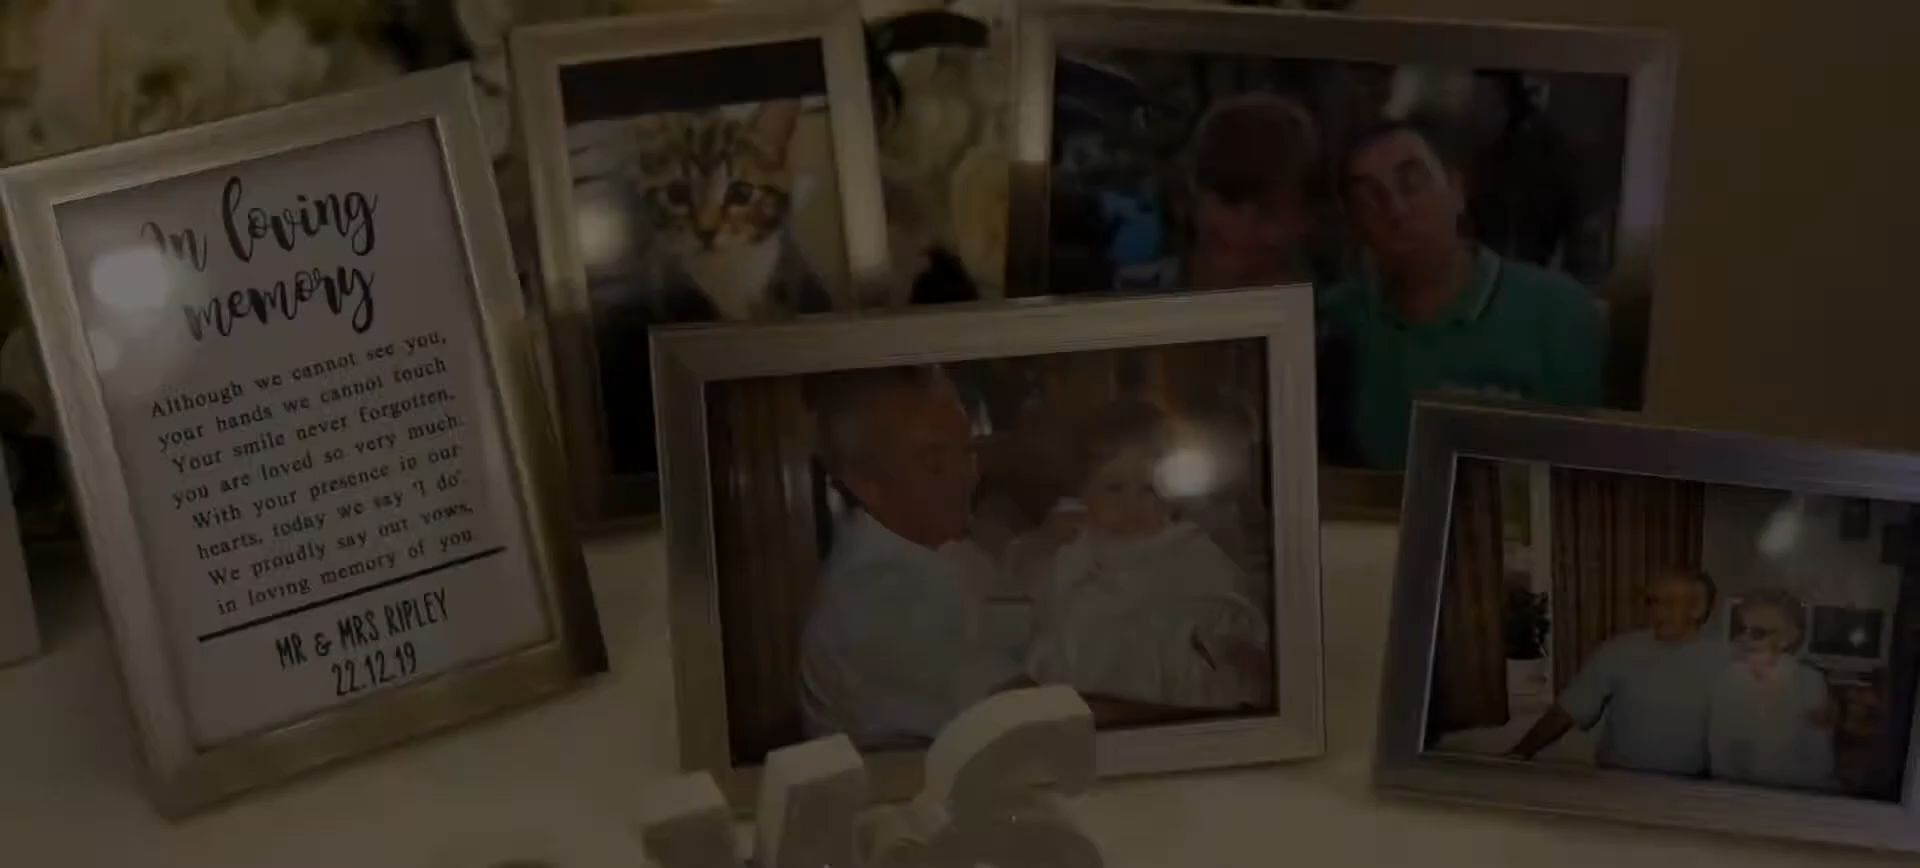 In loving
memory
Although we cannot see you,
your hands we cannot touch
Your smile never forgotten,
you are loved so very much.
With your presence in our
hearts, today we say 'I do'.
We proudly say our vows,
in loving memory of you
MR & MRS RIPLEY
22.12.19